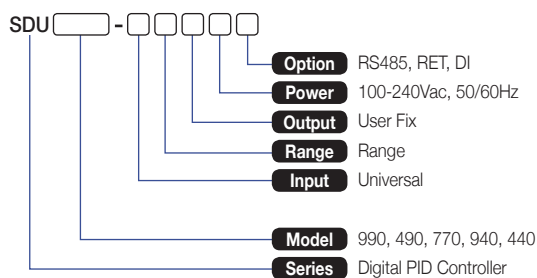 SDU -
Option RS485, RET, DI
Power 100-240Vac, 50/60Hz
Output User Fix
Range Range
Input Universal
Model 990, 490, 770, 940, 440
Series Digital PID Controller